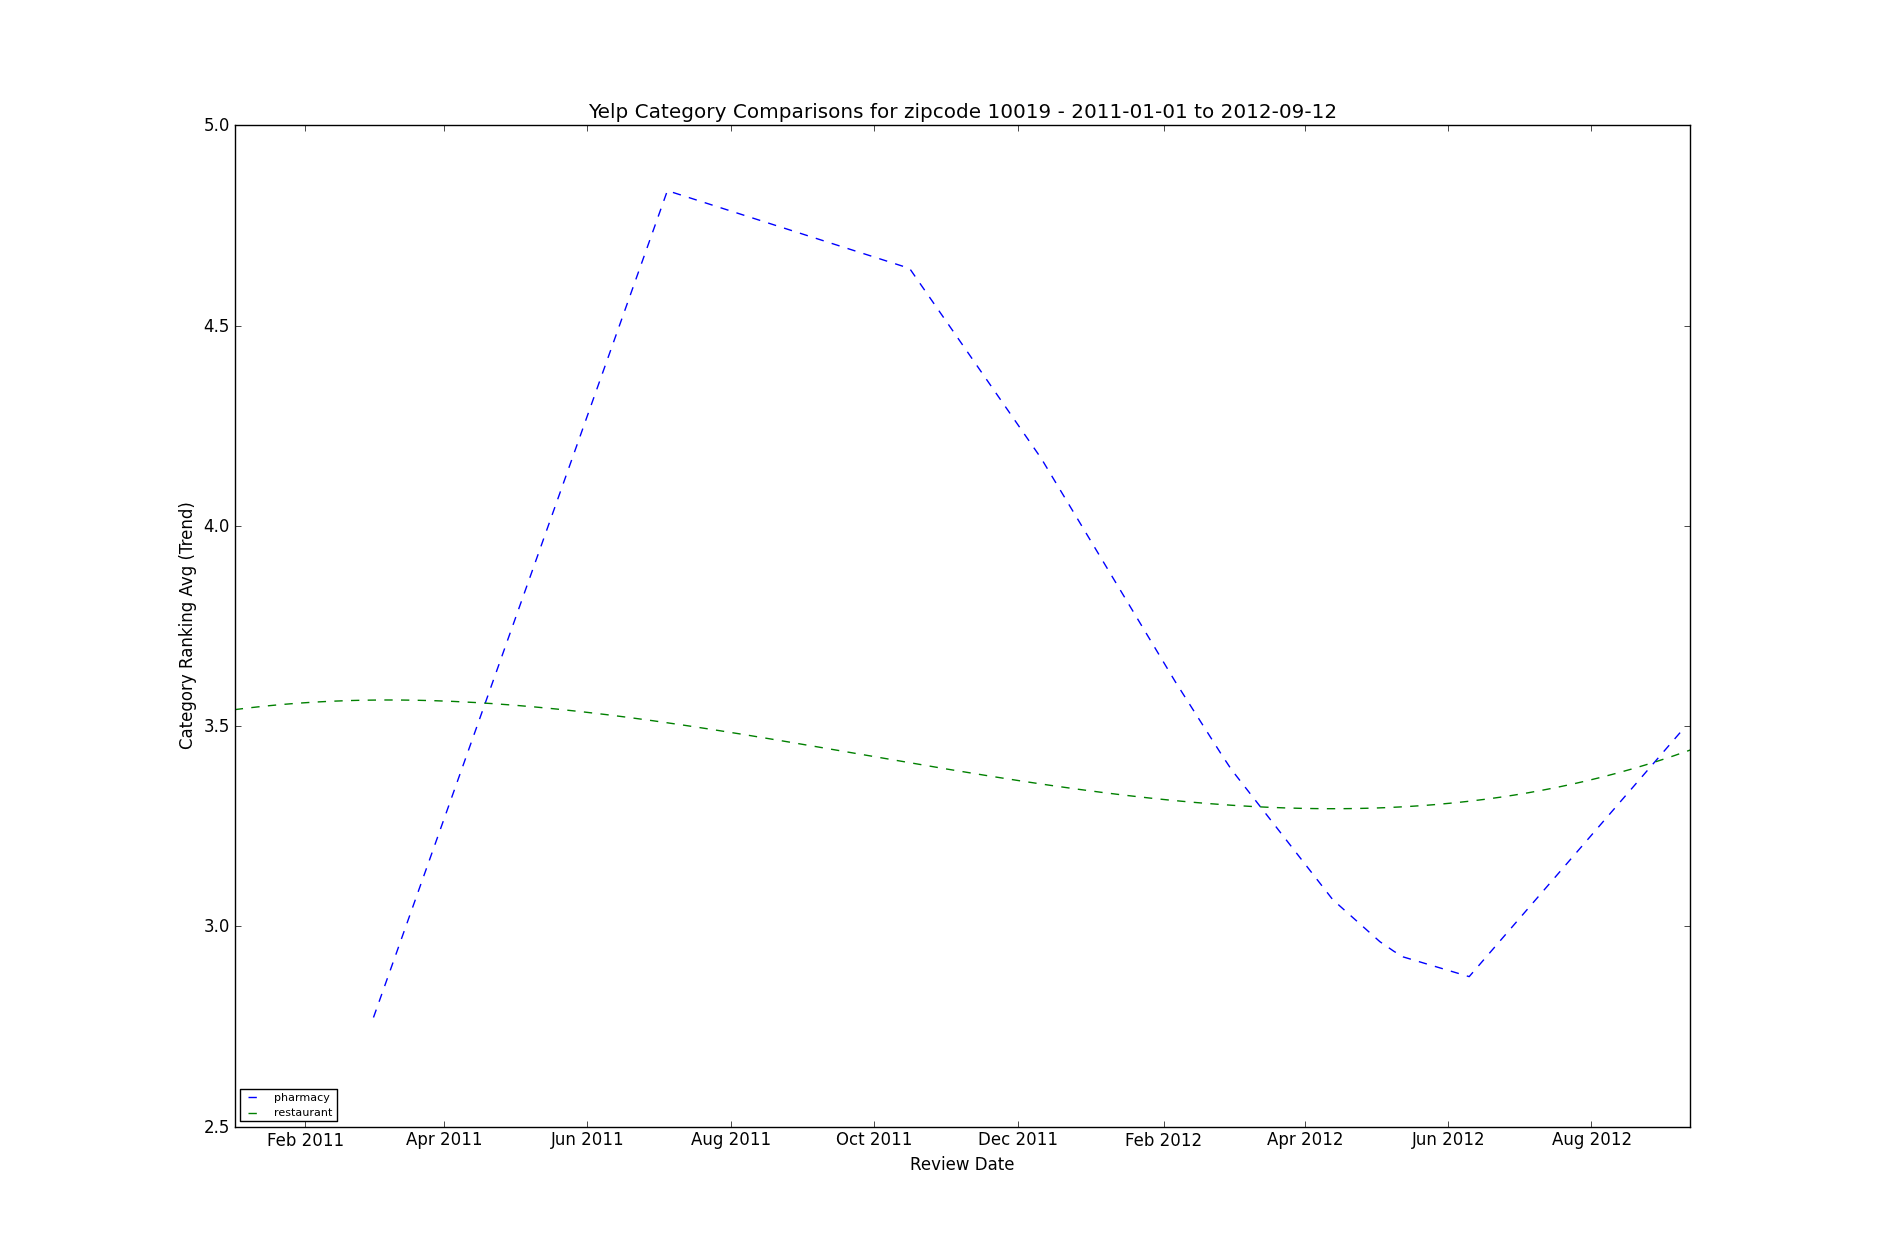 Yelp Category Comparisons for zipcode 10019 - 2011-01-01 to 2012-09-12
Category Ranking Avg (Trend)
5.0
4.5
4.0
3.5
3.0
2.5
pharmacy
restaurant
Feb 2011 Apr 2011 Jun 2011 Aug 2011 Oct 2011 Dec 2011 Feb 2012 Apr 2012 Jun 2012 Aug 2012
Review Date